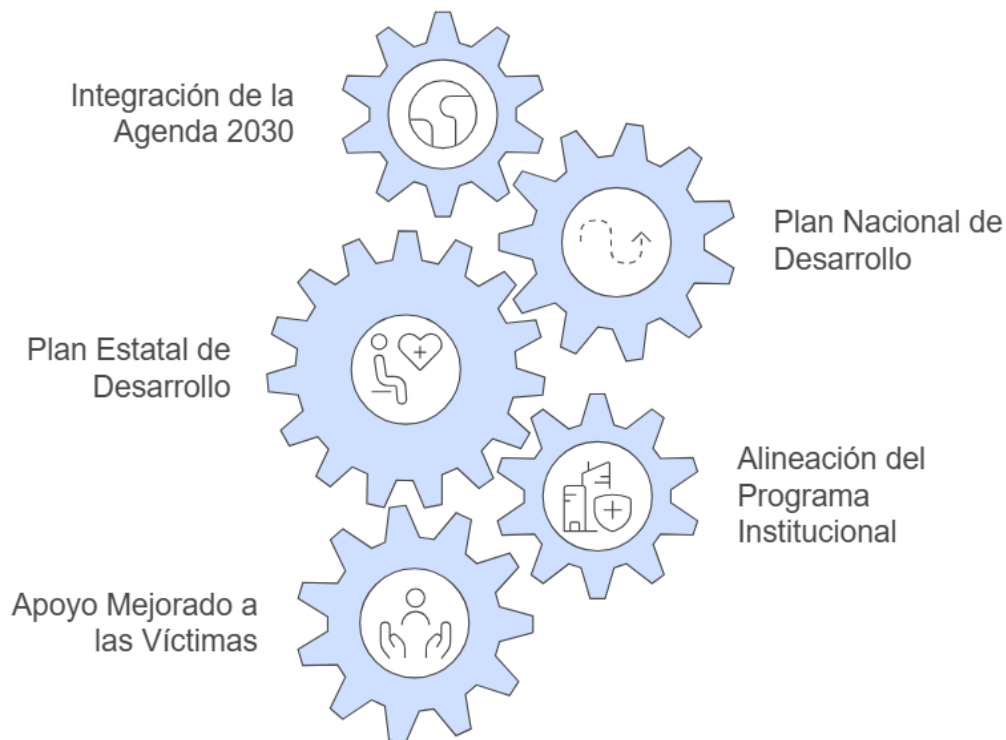 Integración de la
Agenda 2030
Plan Nacional de
Desarrollo
Plan Estatal de
Desarrollo
Alineación del
Programa
Institucional
Apoyo Mejorado a
las Víctimas